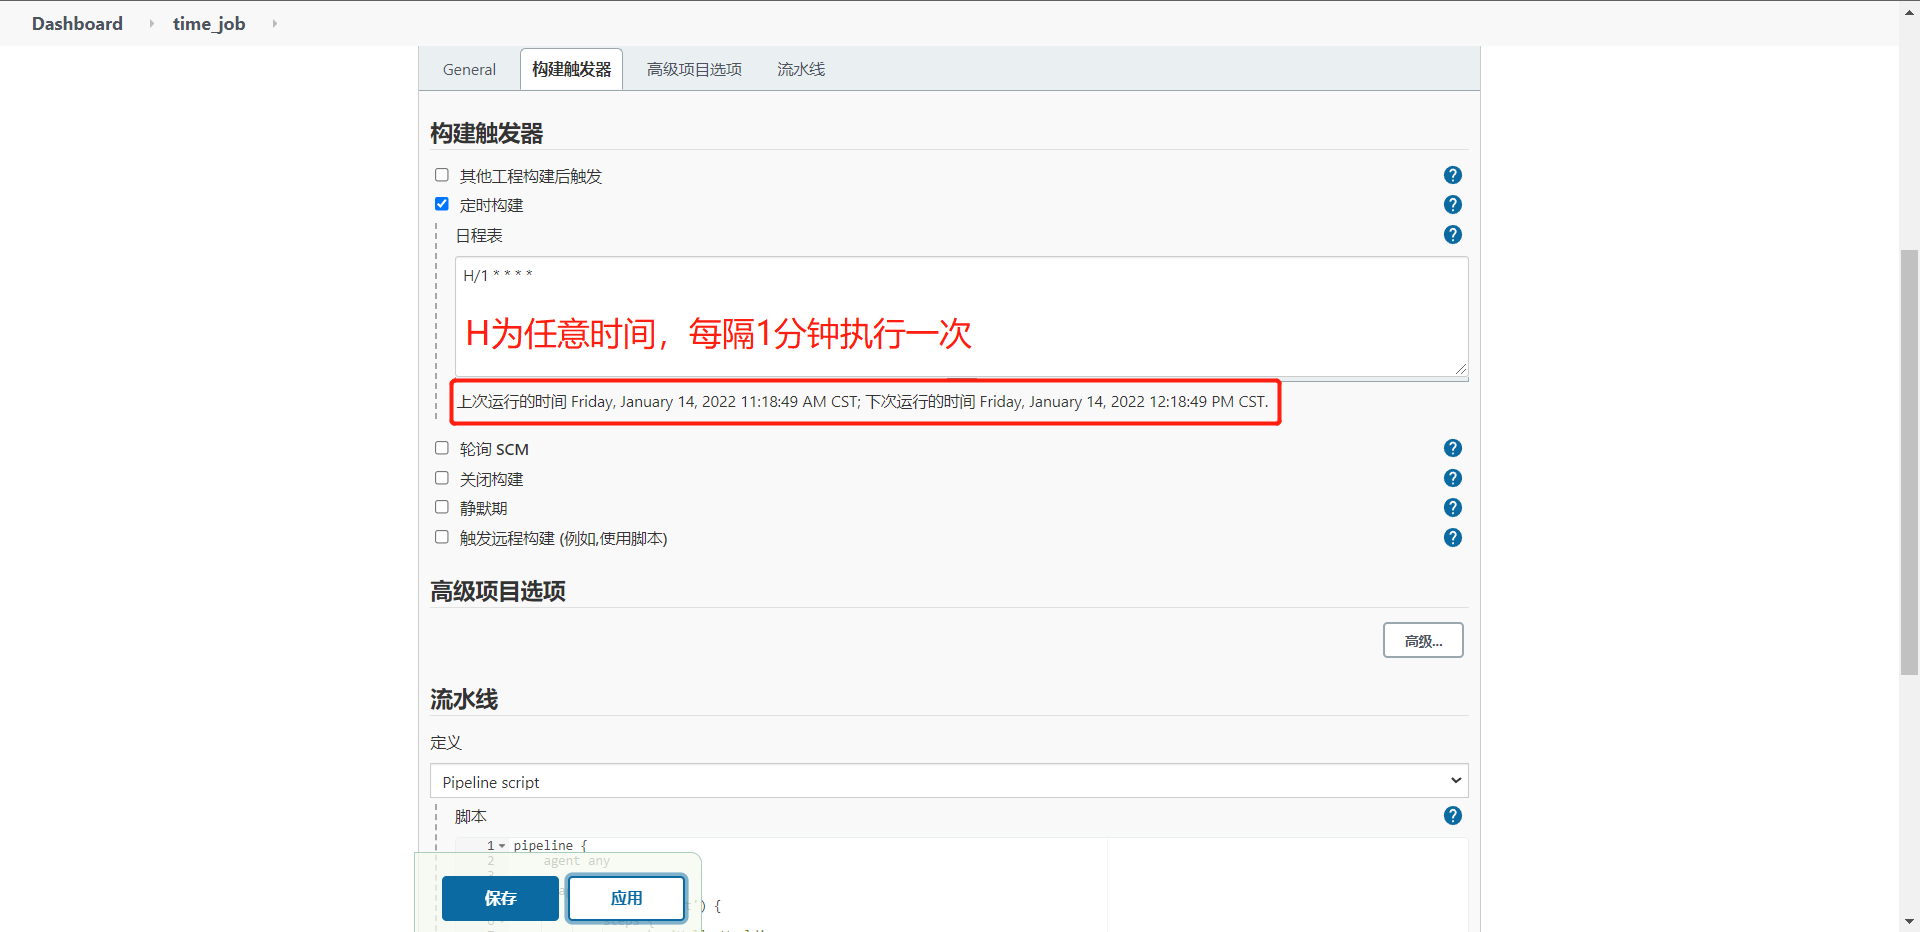 Dashboard time_job
General 构建触发器 高级项目选项 流水线
构建触发器
其他工程构建后触发 ?
定时构建 ?
日程表 ?
H/1 * * * *
H为任意时间，每隔1分钟执行一次
上次运行的时间 Friday, January 14, 2022 11:18:49 AM CST; 下次运行的时间 Friday, January 14, 2022 12:18:49 PM CST.
轮询 SCM ?
关闭构建 ?
静默期 ?
触发远程构建 (例如,使用脚本) ?
高级项目选项
高级...
流水线
定义
Pipeline script
脚本 ?
1 pipeline {
2 agent any
保存 应用
') {
steps {